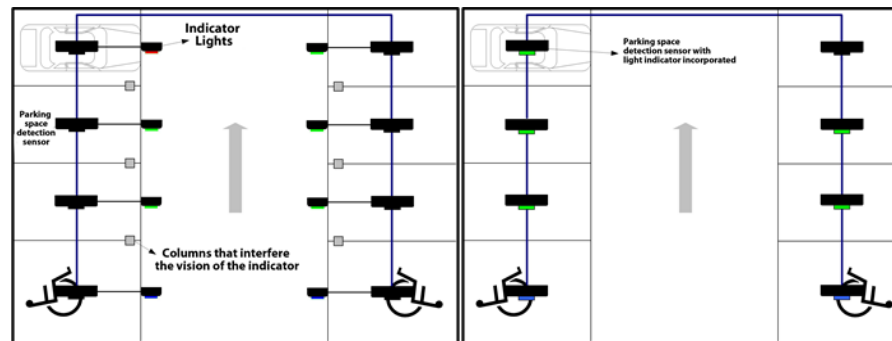 Indicator
Lights
Parking
space
detection
sensor
Columns that interfere
the vision of the indicator
Parking space
detection sensor with
light indicator incorporated